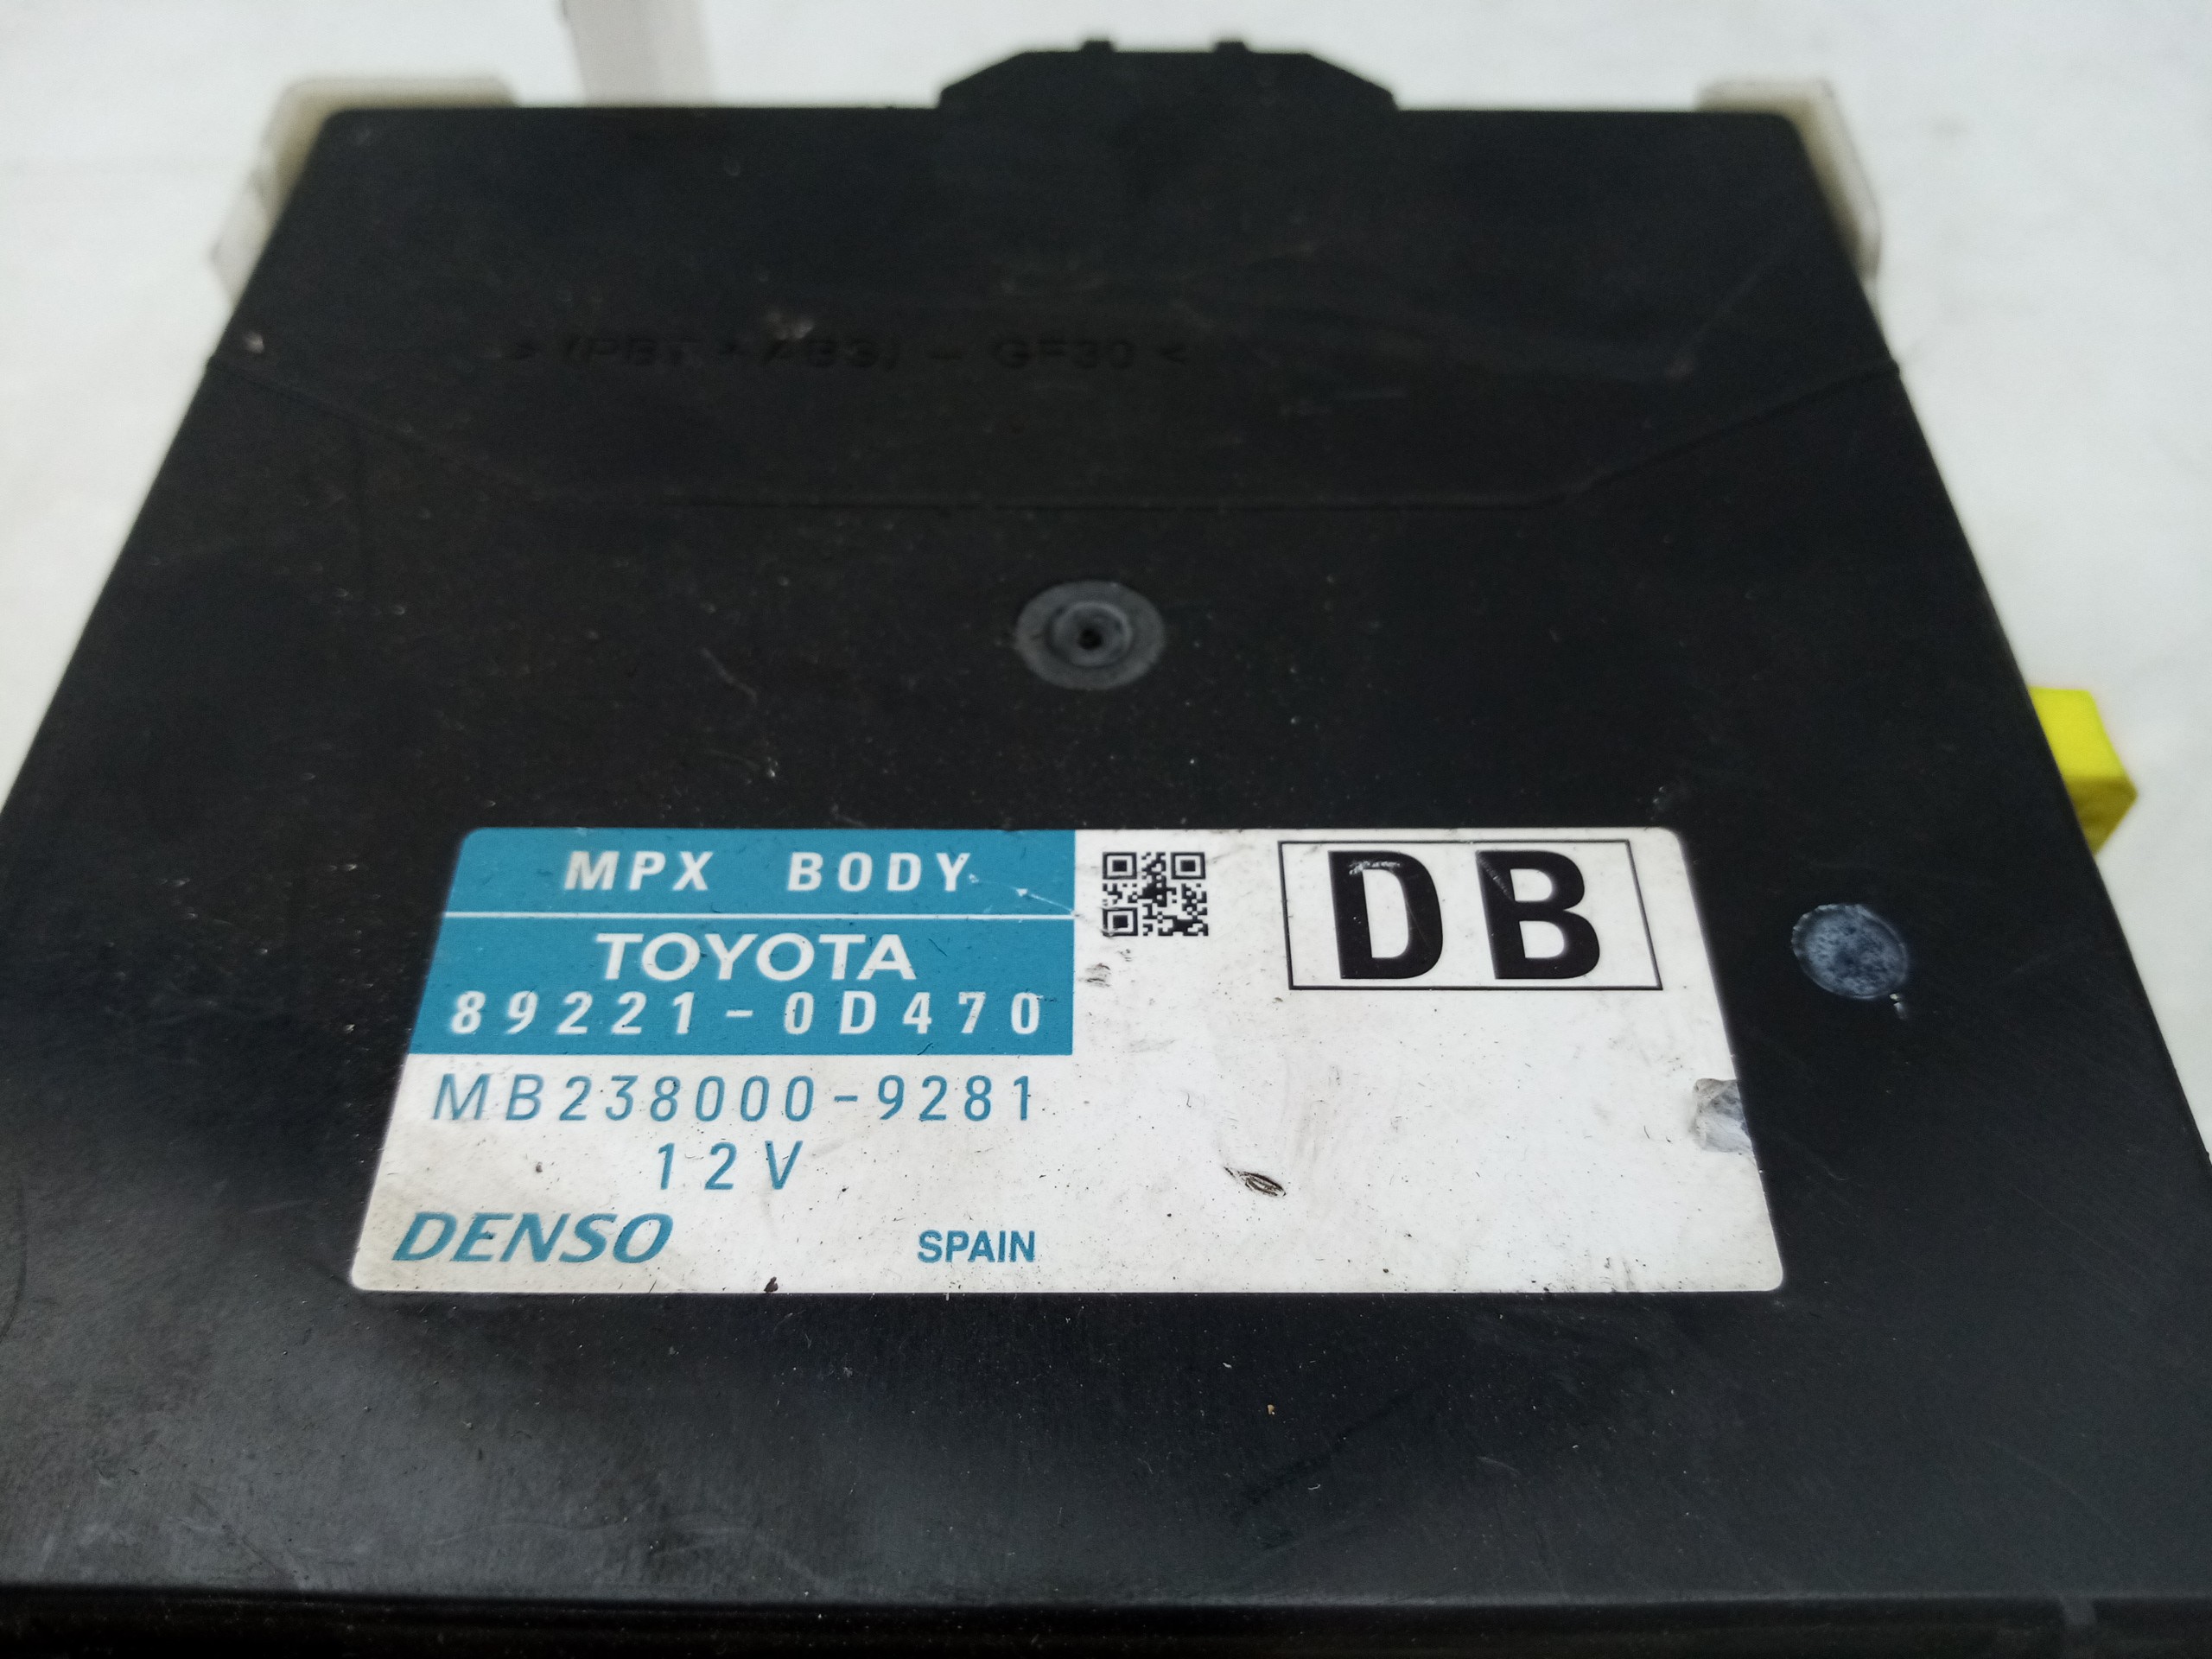 MPX BODY
TOYOTA
89221-0D470
DB
MB238000-9281
12V
DENSO
SPAIN